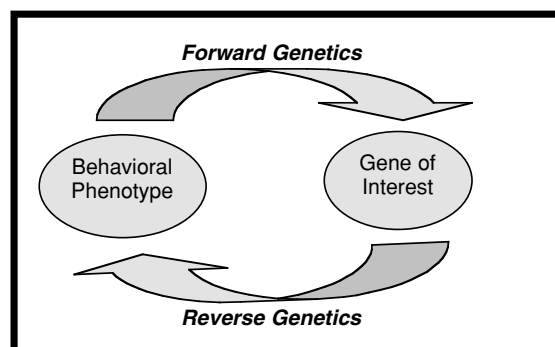 Forward Genetics
Behavioral
Phenotype
Gene of
Interest
Reverse Genetics